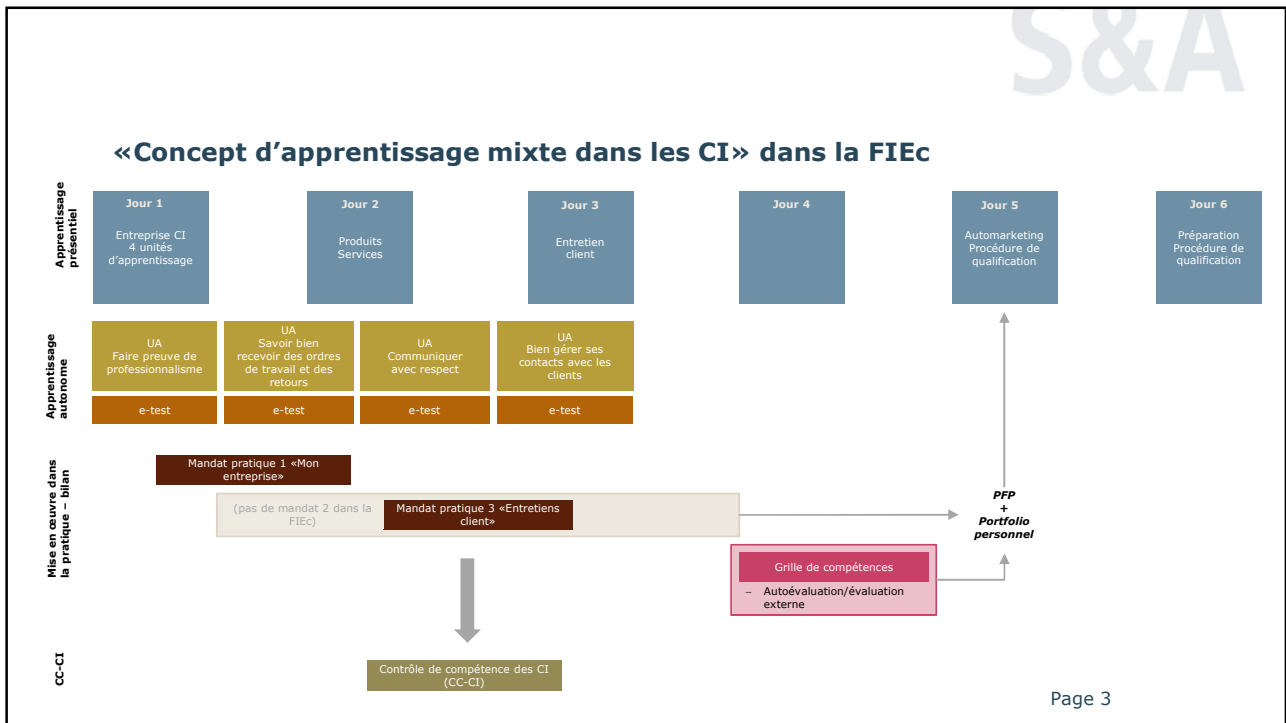 S&A
«Concept d’apprentissage mixte dans les CI» dans la FIEc
Apprentissage
présentiel
Jour 1
Entreprise CI
4 unités
d’apprentissage
Jour 2
Produits
Services
Jour 3
Entretien
client
Jour 4
Jour 5
Automarketing
Procédure de
qualification
Jour 6
Préparation
Procédure de
qualification
Apprentissage
autonome
UA
Faire preuve de
professionnalisme
UA
Savoir bien
recevoir des ordres
de travail et des
retours
UA
Communiquer
avec respect
UA
Bien gérer ses
contacts avec les
clients
e-test
e-test
e-test
e-test
Mise en œuvre dans
la pratique – bilan
Mandat pratique 1 «Mon
entreprise»
(pas de mandat 2 dans la
FIEc)
Mandat pratique 3 «Entretiens
client»
PFP
+
Portfolio
personnel
Grille de compétences
– Autoévaluation/évaluation
externe
CC-CI
Contrôle de compétence des CI
(CC-CI)
Page 3